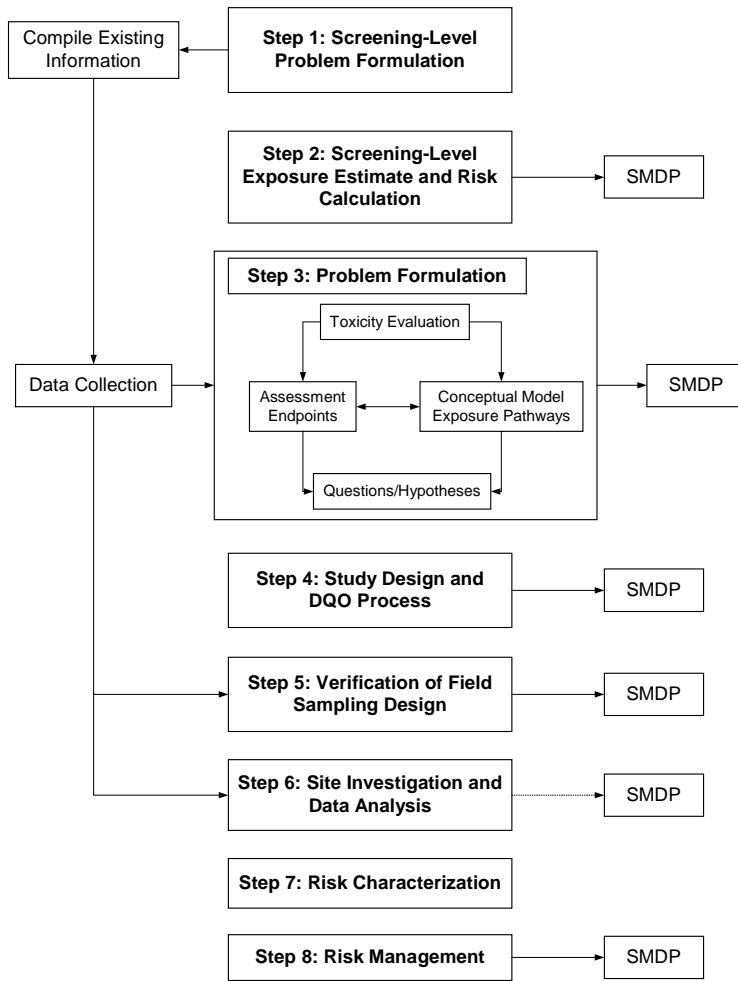 Compile Existing
Information
Step 1: Screening-Level
Problem Formulation
Step 2: Screening-Level
Exposure Estimate and Risk
Calculation
SMDP
Step 3: Problem Formulation
Toxicity Evaluation
Data Collection
Assessment
Endpoints
Conceptual Model
Exposure Pathways
SMDP
Questions/Hypotheses
Step 4: Study Design and
DQO Process
SMDP
Step 5: Verification of Field
Sampling Design
SMDP
Step 6: Site Investigation and
Data Analysis
SMDP
Step 7: Risk Characterization
Step 8: Risk Management
SMDP